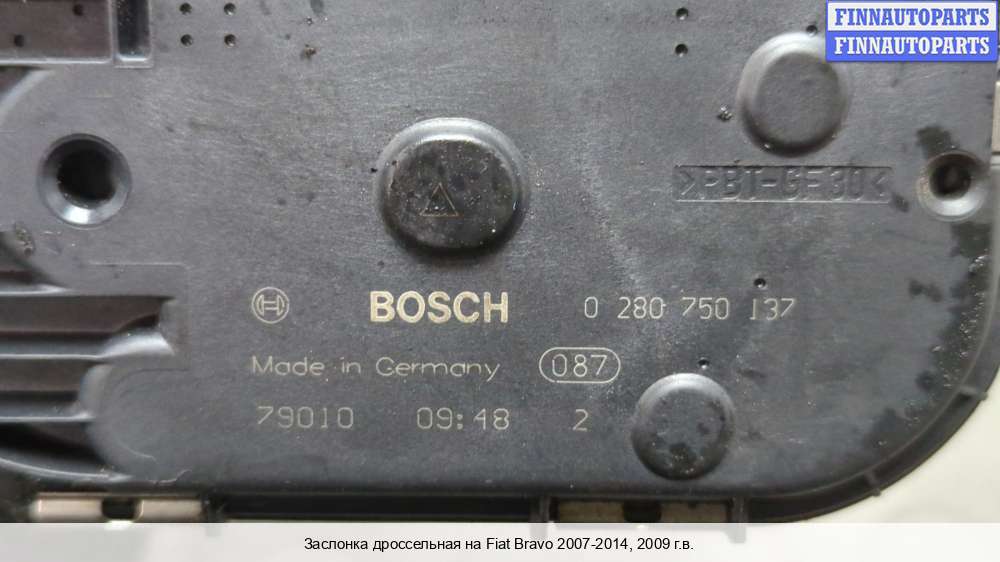 FINNAUTOPARTS
FINNAUTOPARTS
>PBT-GF30<
BOSCH 0 280 750 137
Made in Germany 087
79010 09:48 2
Заслонка дроссельная на Fiat Bravo 2007-2014, 2009 г.в.